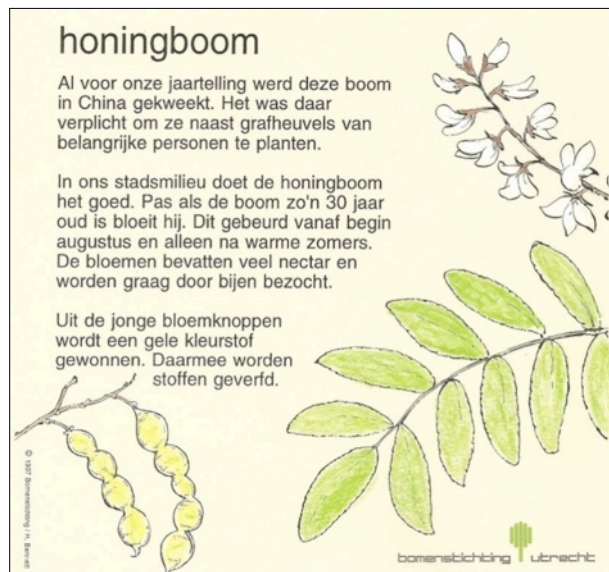 honingboom
Al voor onze jaartelling werd deze boom
in China gekweekt. Het was daar
verplicht om ze naast grafheuvels van
belangrijke personen te planten.
In ons stadsmilieu doet de honingboom
het goed. Pas als de boom zo'n 30 jaar
oud is bloeit hij. Dit gebeurd vanaf begin
augustus en alleen na warme zomers.
De bloemen bevatten veel nectar en
worden graag door bijen bezocht.
Uit de jonge bloemknoppen
wordt een gele kleurstof
gewonnen. Daarmee worden
stoffen geverfd.
© 1997 Bomenstichting / H.
bomenstichting utrecht